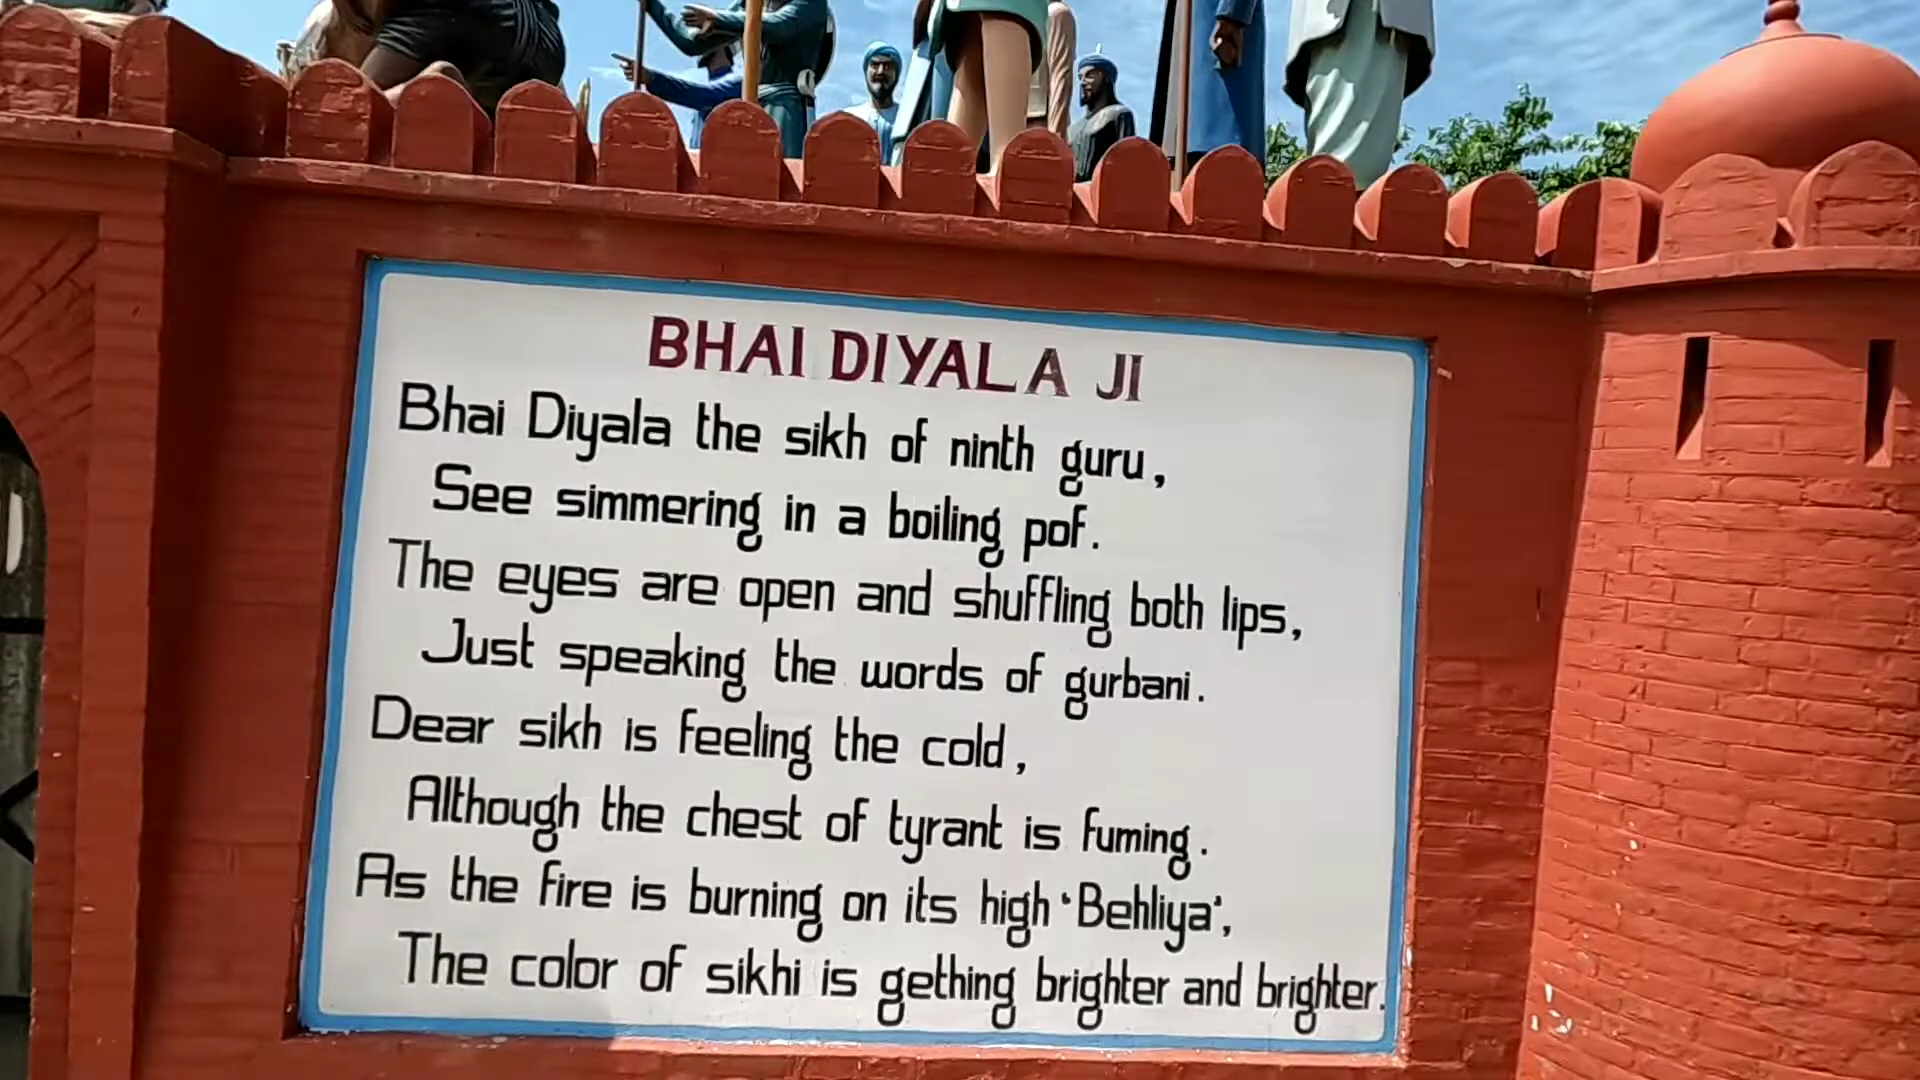 BHAI DIYALA JI
Bhai Diyala the sikh of ninth guru,
See simmering in a boiling pof.
The eyes are open and shuffling both lips,
Just speaking the words of gurbani.
Dear sikh is feeling the cold,
Although the chest of tyrant is fuming.
As the fire is burning on its high 'Behliya',
The color of sikhi is gething brighter and brighter.